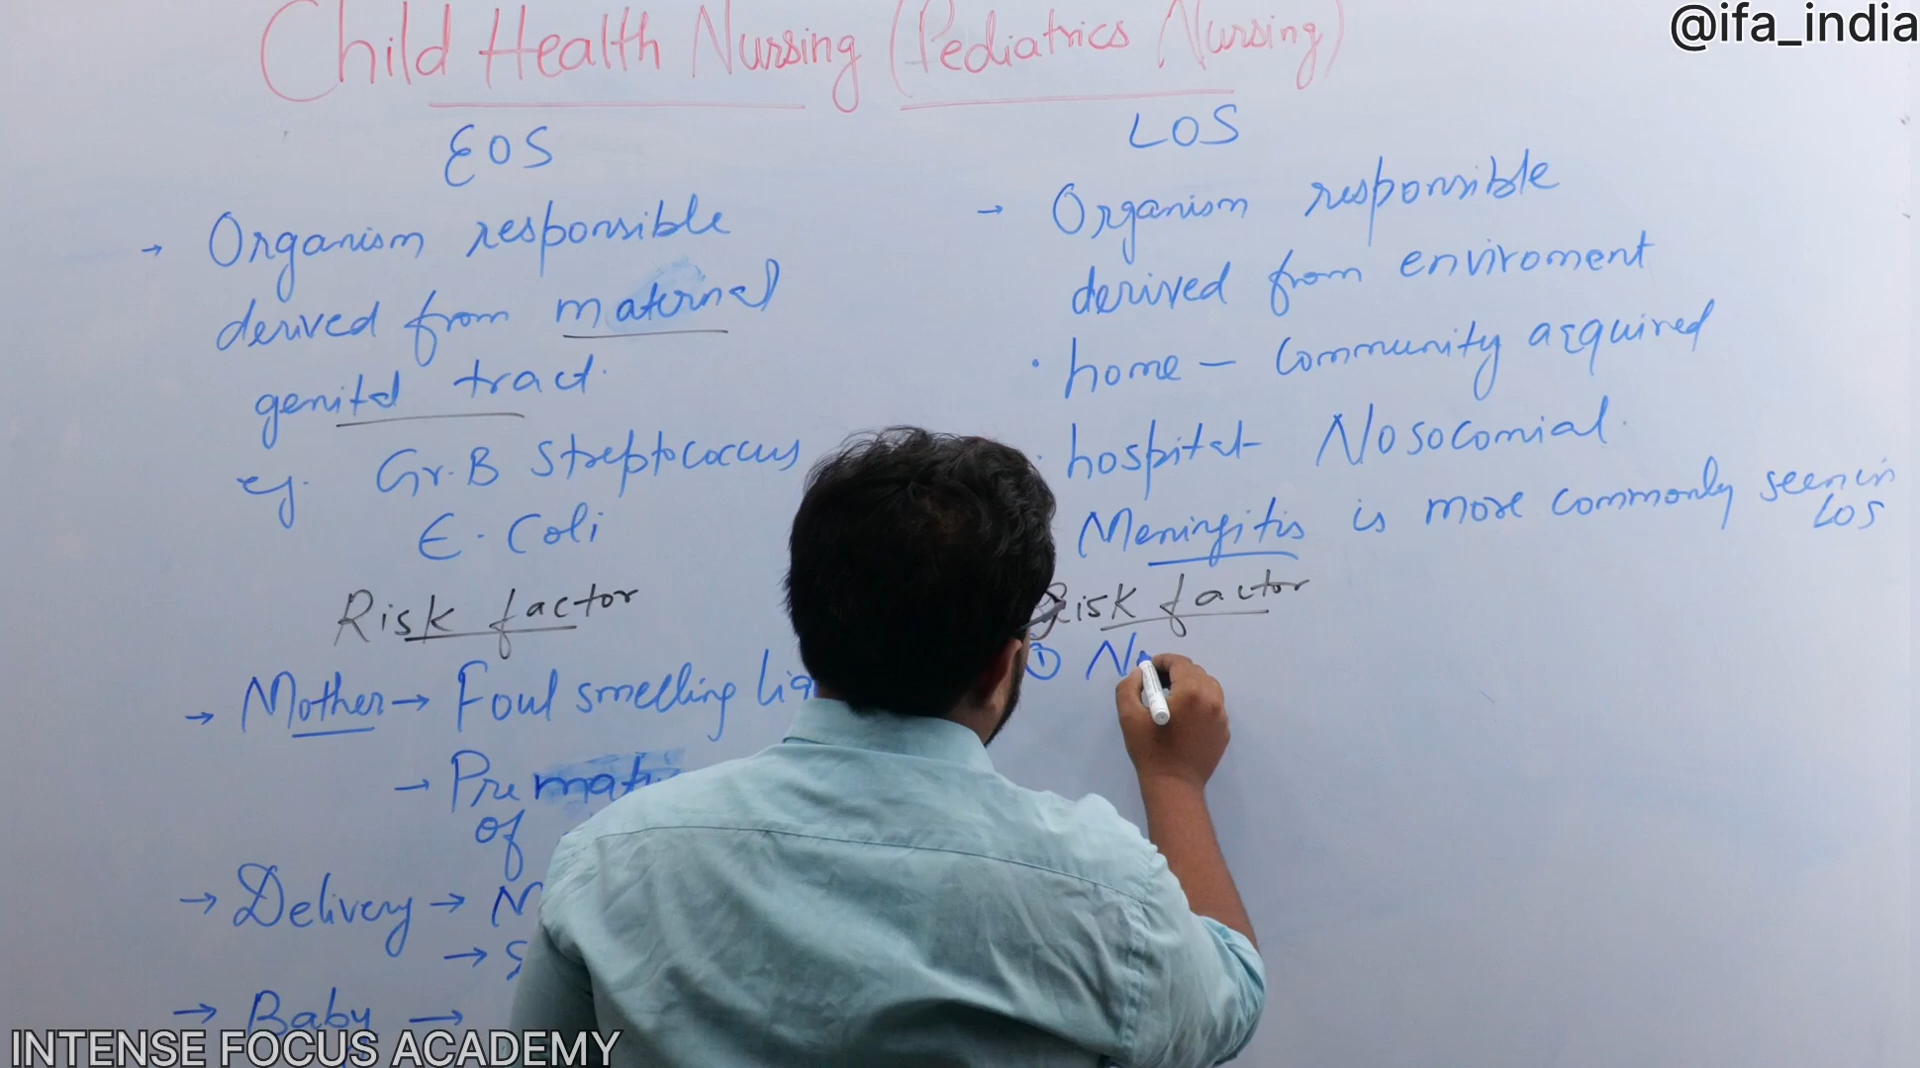 @ifa_india
Child Health Nursing (Pediatrics Nursing)
EOS
→ Organism responsible
derived from maternal
genital tract.
eg. Gr. B Streptococcus
E. Coli
Risk factor
→ Mother → Foul smelling
→ Pre
of
→ Delivery →
→
→ Baby →
LOS
→ Organism responsible
derived from enviroment
· home - Community acquired
· hospital - Nosocomial.
Meningitis is more commonly seen in
LOS
Risk factor
① N
INTENSE FOCUS ACADEMY